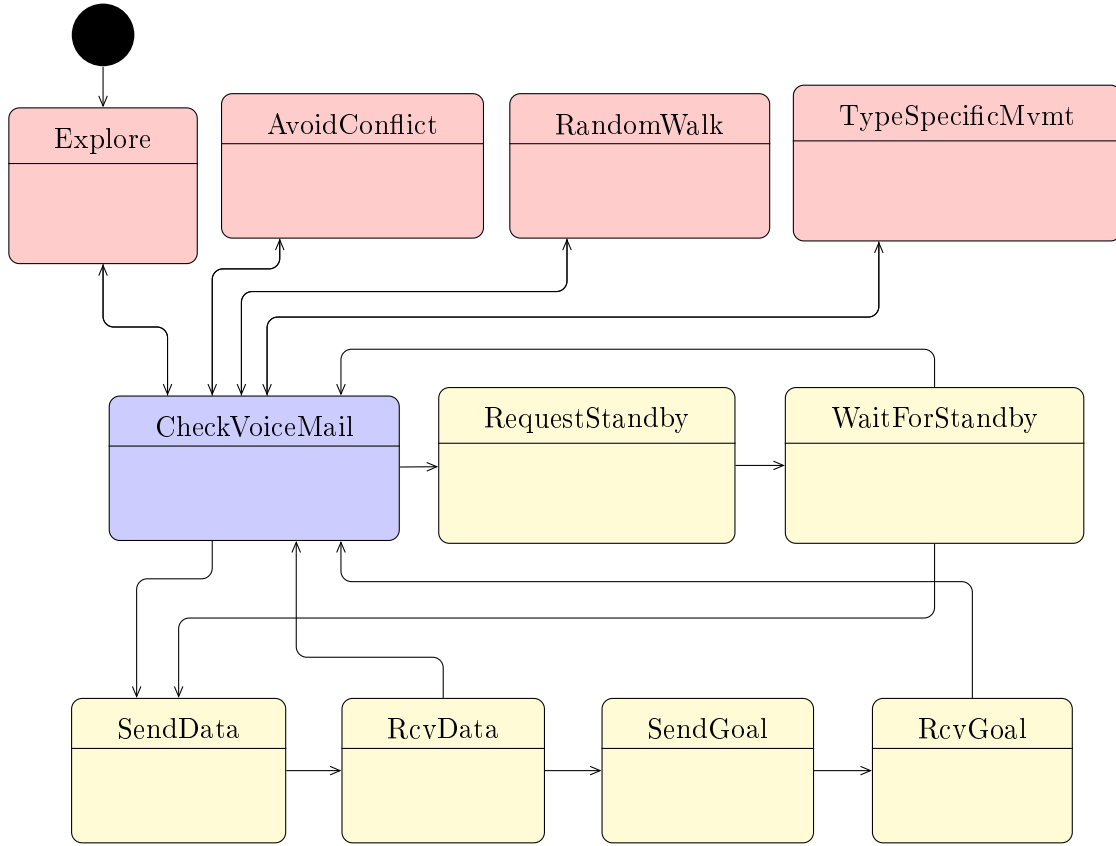 Explore
AvoidConflict
RandomWalk
TypeSpecificMvmt
CheckVoiceMail
RequestStandby
WaitForStandby
SendData
RcvData
SendGoal
RcvGoal